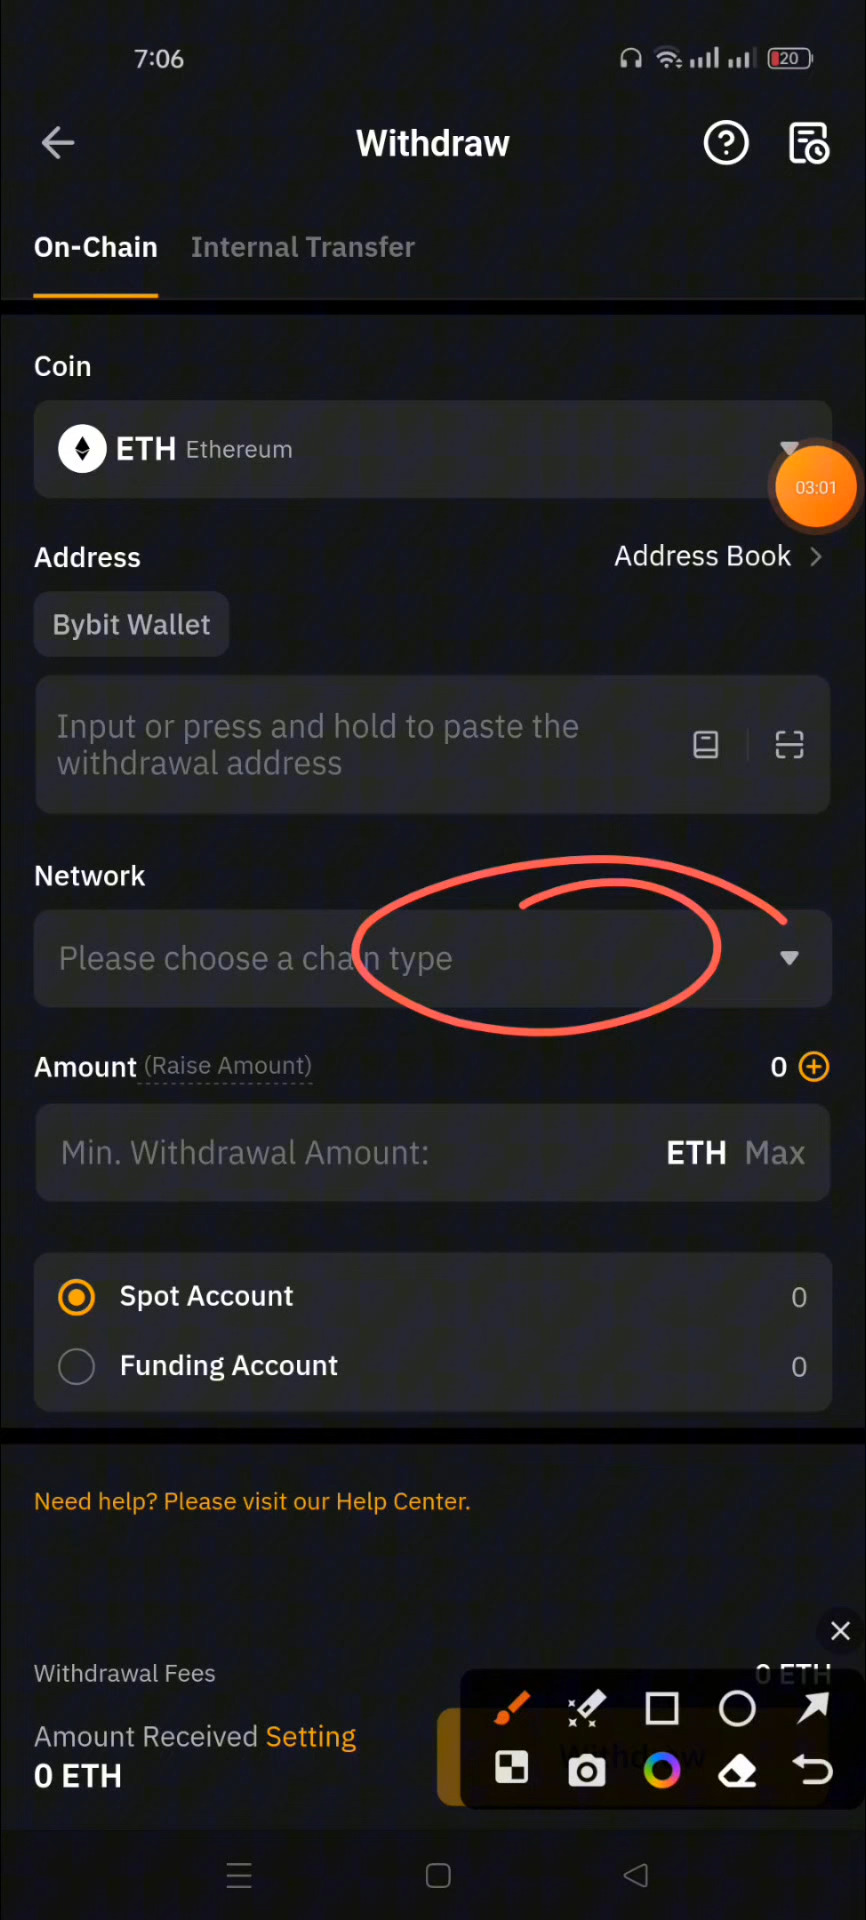 7:06
20
Withdraw
On-Chain Internal Transfer
Coin
ETH Ethereum
03:01
Address Address Book
Bybit Wallet
Input or press and hold to paste the
withdrawal address
Network
Please choose a chain type
Amount (Raise Amount) 0
Min. Withdrawal Amount: ETH Max
Spot Account 0
Funding Account 0
Need help? Please visit our Help Center.
Withdrawal Fees 0 ETH
Amount Received Setting
0 ETH
Withdraw